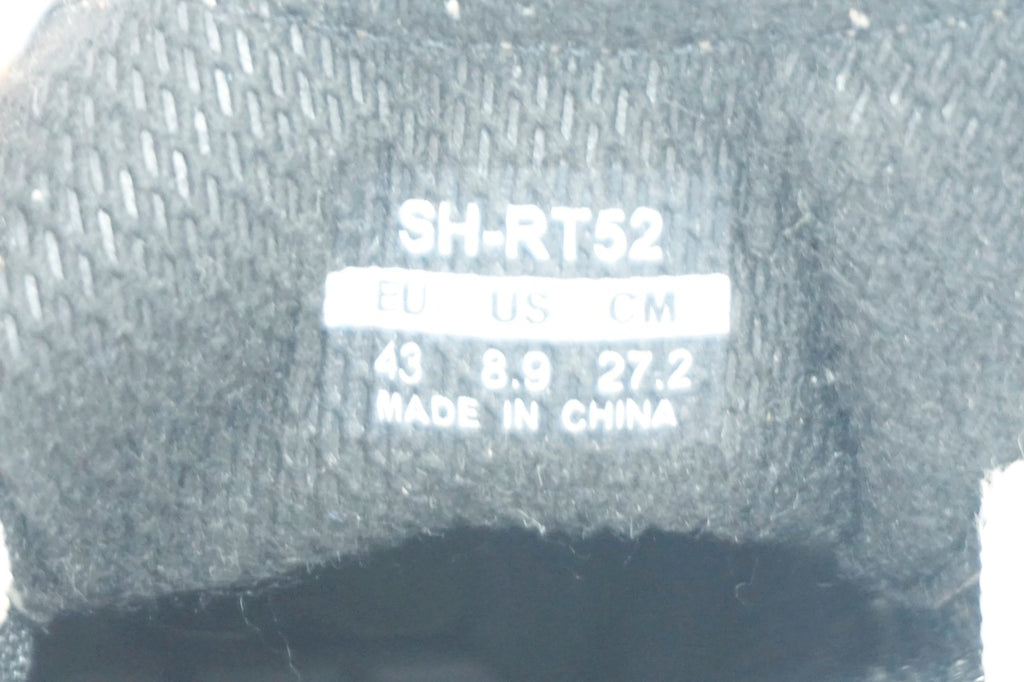 SH-RT52
EU US CM
43 8.9 27.2
MADE IN CHINA